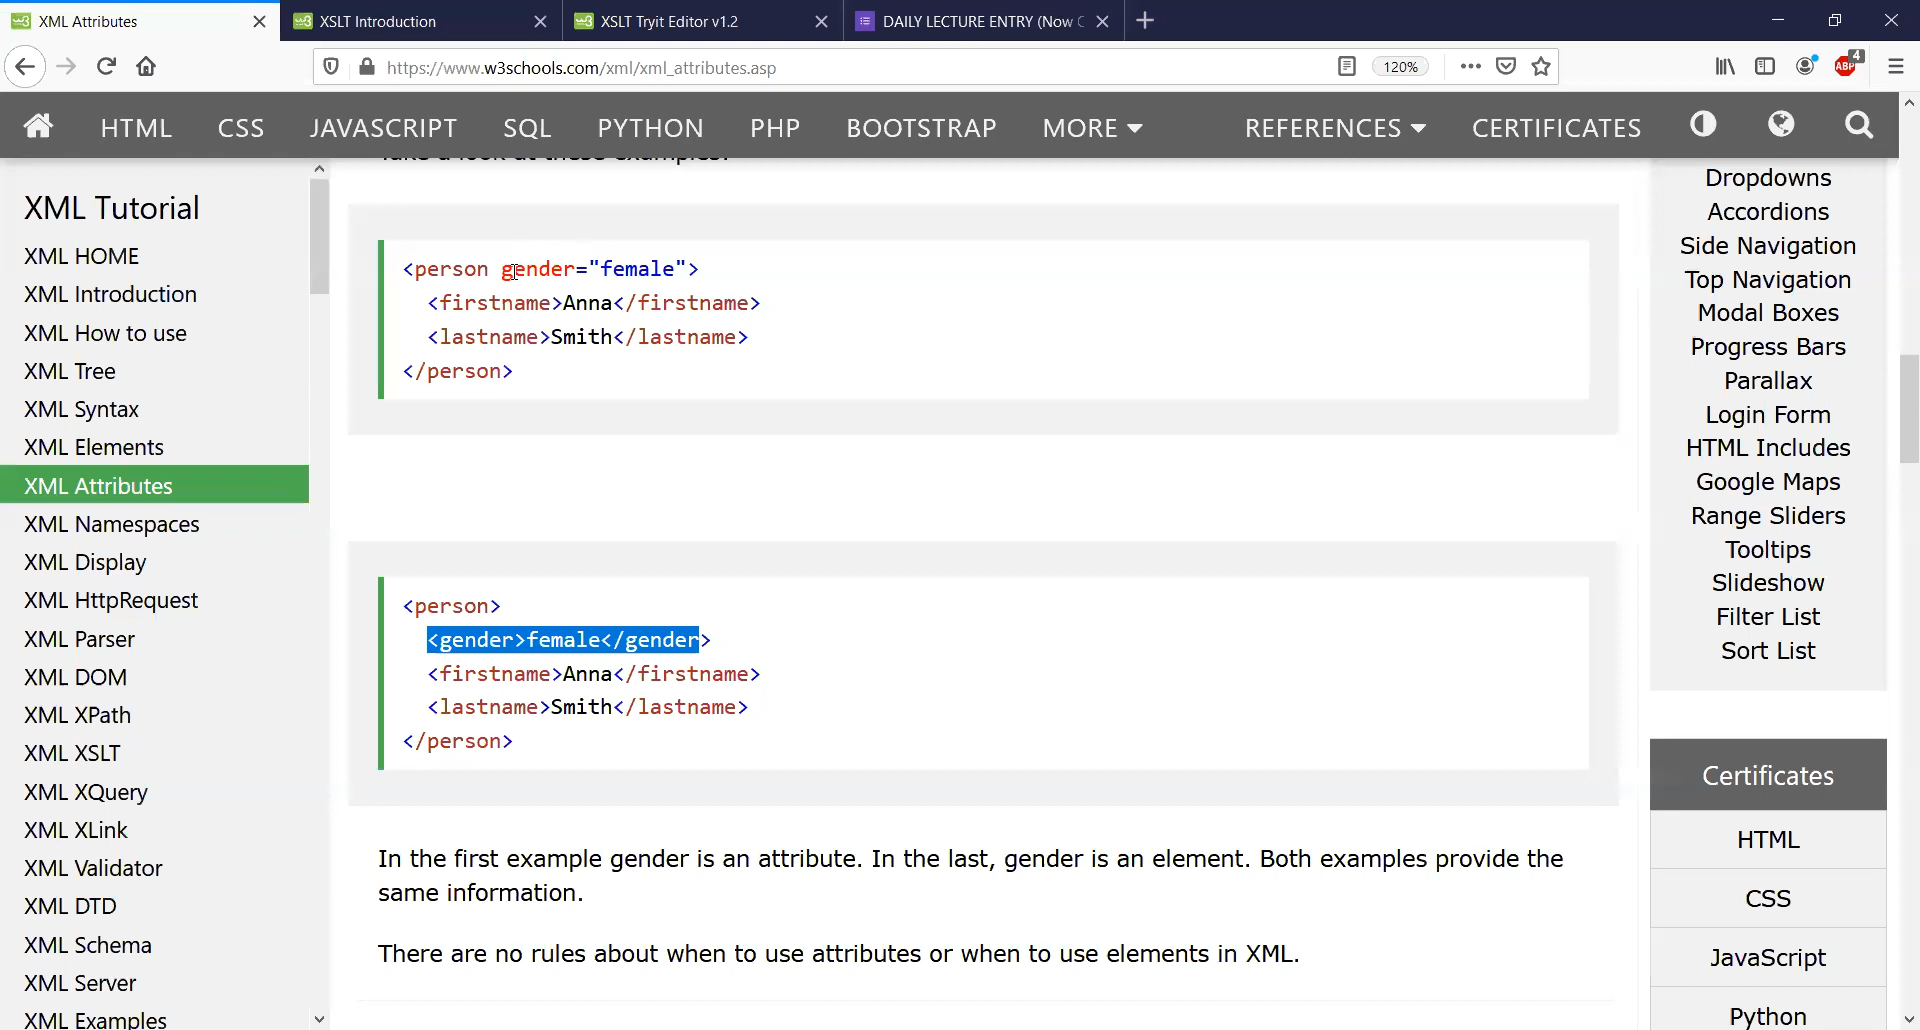 XML Attributes
XSLT Introduction
XSLT Tryit Editor v1.2
DAILY LECTURE ENTRY (Now
https://www.w3schools.com/xml/xml_attributes.asp
120%
ABP
4
HTML
CSS
JAVASCRIPT
SQL
PYTHON
PHP
BOOTSTRAP
MORE
REFERENCES
CERTIFICATES
XML Tutorial
XML HOME
XML Introduction
XML How to use
XML Tree
XML Syntax
XML Elements
XML Attributes
XML Namespaces
XML Display
XML HttpRequest
XML Parser
XML DOM
XML XPath
XML XSLT
XML XQuery
XML XLink
XML Validator
XML DTD
XML Schema
XML Server
XML Examples
Take a look at these examples:
<person gender="female">
<firstname>Anna</firstname>
<lastname>Smith</lastname>
</person>
<person>
<gender>female</gender>
<firstname>Anna</firstname>
<lastname>Smith</lastname>
</person>
In the first example gender is an attribute. In the last, gender is an element. Both examples provide the
same information.
There are no rules about when to use attributes or when to use elements in XML.
Dropdowns
Accordions
Side Navigation
Top Navigation
Modal Boxes
Progress Bars
Parallax
Login Form
HTML Includes
Google Maps
Range Sliders
Tooltips
Slideshow
Filter List
Sort List
Certificates
HTML
CSS
JavaScript
Python